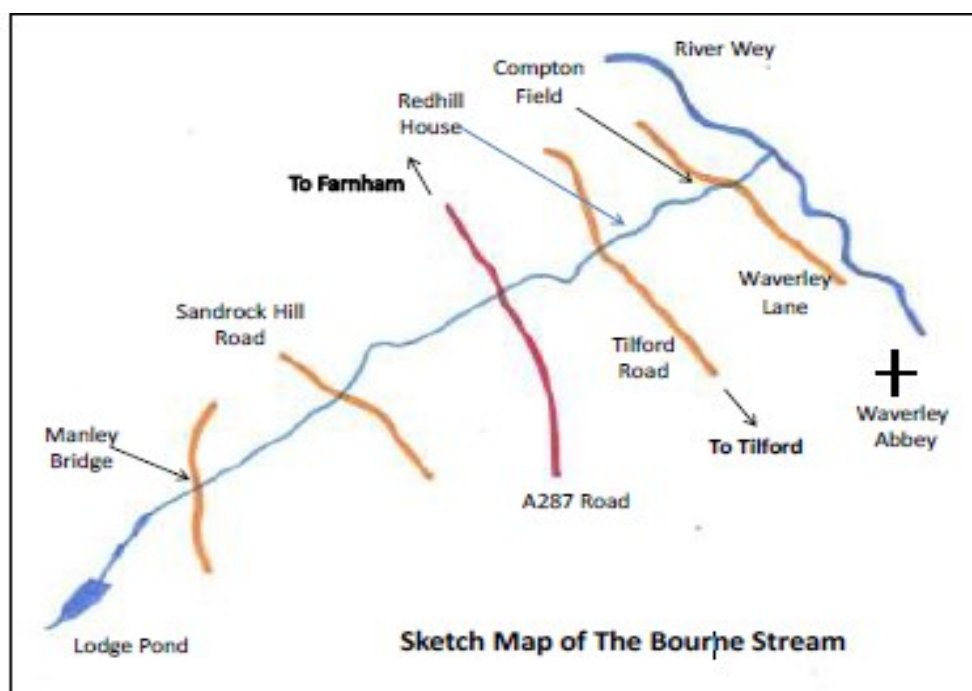 River Wey
Compton
Field
Redhill
House
To Farnham
Waverley
Lane
Sandrock Hill
Road
Tilford
Road
Waverley
Abbey
Manley
Bridge
To Tilford
A287 Road
Lodge Pond
Sketch Map of The Bourne Stream